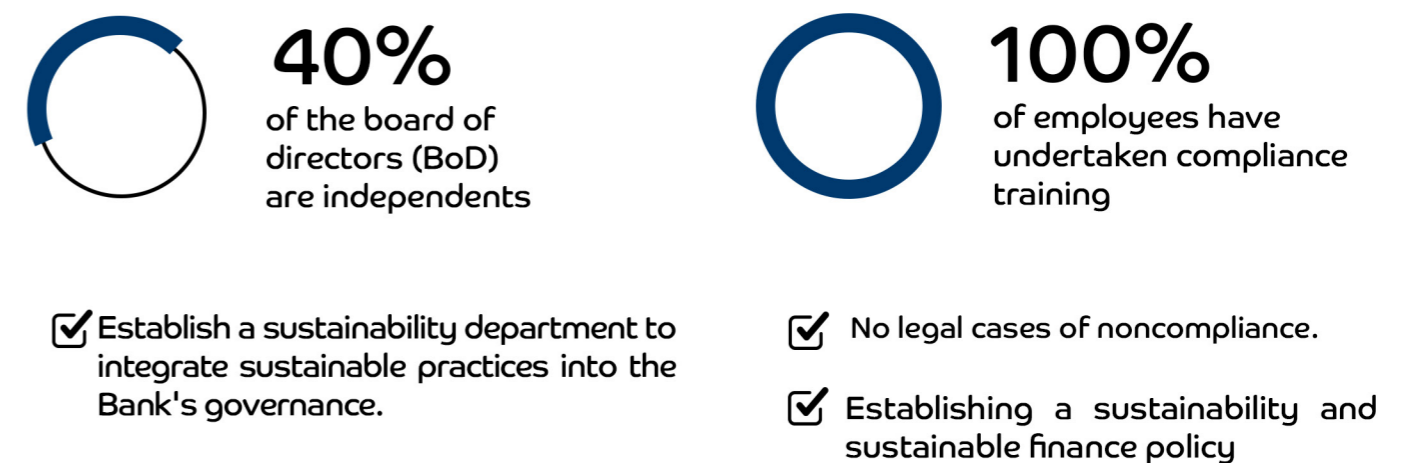 40%
of the board of
directors (BoD)
are independents
100%
of employees have
undertaken compliance
training
Establish a sustainability department to
integrate sustainable practices into the
Bank's governance.
No legal cases of noncompliance.
Establishing a sustainability and
sustainable finance policy